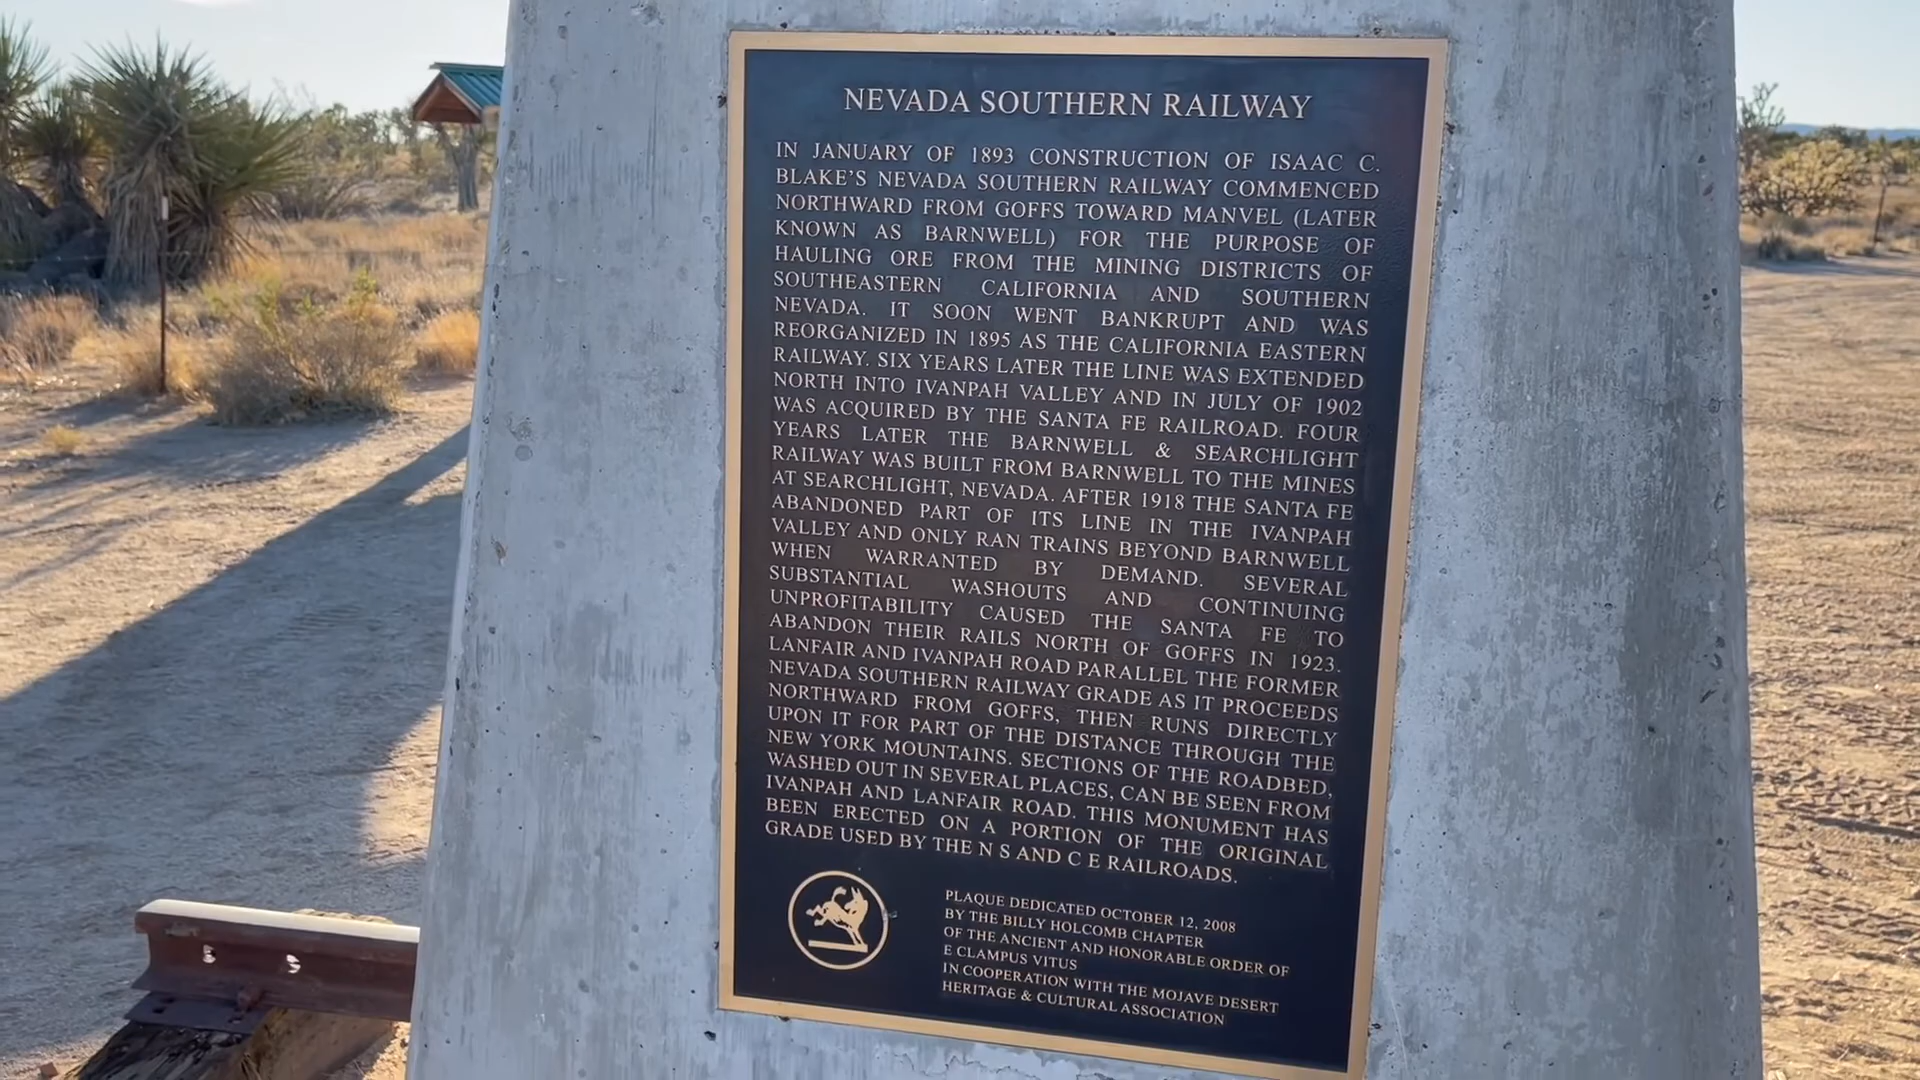 NEVADA SOUTHERN RAILWAY
IN JANUARY OF 1893 CONSTRUCTION OF ISAAC C.
BLAKE'S NEVADA SOUTHERN RAILWAY COMMENCED
NORTHWARD FROM GOFFS TOWARD MANVEL (LATER
KNOWN AS BARNWELL) FOR THE PURPOSE OF
HAULING ORE FROM THE MINING DISTRICTS OF
SOUTHEASTERN CALIFORNIA AND SOUTHERN
NEVADA. IT SOON WENT BANKRUPT AND WAS
REORGANIZED IN 1895 AS THE CALIFORNIA EASTERN
RAILWAY. SIX YEARS LATER THE LINE WAS EXTENDED
NORTH INTO IVANPAH VALLEY AND IN JULY OF 1902
WAS ACQUIRED BY THE SANTA FE RAILROAD. FOUR
YEARS LATER THE BARNWELL & SEARCHLIGHT
RAILWAY WAS BUILT FROM BARNWELL TO THE MINES
AT SEARCHLIGHT, NEVADA. AFTER 1918 THE SANTA FE
ABANDONED PART OF ITS LINE IN THE IVANPAH
VALLEY AND ONLY RAN TRAINS BEYOND BARNWELL
WHEN WARRANTED BY DEMAND. SEVERAL
SUBSTANTIAL WASHOUTS AND CONTINUING
UNPROFITABILITY CAUSED THE SANTA FE TO
ABANDON THEIR RAILS NORTH OF GOFFS IN 1923.
LANFAIR AND IVANPAH ROAD PARALLEL THE FORMER
NEVADA SOUTHERN RAILWAY GRADE AS IT PROCEEDS
NORTHWARD FROM GOFFS, THEN RUNS DIRECTLY
UPON IT FOR PART OF THE DISTANCE THROUGH THE
NEW YORK MOUNTAINS. SECTIONS OF THE ROADBED,
WASHED OUT IN SEVERAL PLACES, CAN BE SEEN FROM
IVANPAH AND LANFAIR ROAD. THIS MONUMENT HAS
BEEN ERECTED ON A PORTION OF THE ORIGINAL
GRADE USED BY THE N S AND C E RAILROADS.
PLAQUE DEDICATED OCTOBER 12, 2008
BY THE BILLY HOLCOMB CHAPTER
OF THE ANCIENT AND HONORABLE ORDER OF
E CLAMPUS VITUS
IN COOPERATION WITH THE MOJAVE DESERT
HERITAGE & CULTURAL ASSOCIATION